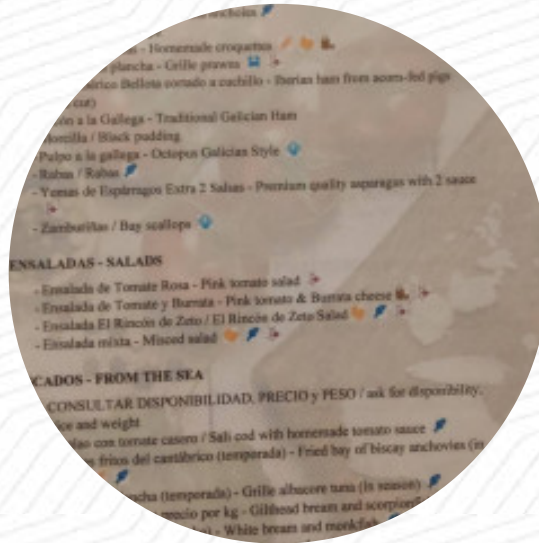 anchoies
- Homemade croquettes
plancha - Grille prawns
Bellota cortado a cuchillo - Iberian ham from acorn-fed pigs
cut)
a la Gallega - Traditional Galician Ham
Morcilla / Black pudding
- Pulpo a la gallega - Octopus Galician Style
- Rabas / Rabas
- Yemas de Espárragos Extra 2 Salsas - Premium quality asparagus with 2 sauce
- Zamburiñas / Bay scallops
ENSALADAS - SALADS
- Ensalada de Tomate Rosa - Pink tomato salad
- Ensalada de Tomate y Burrata - Pink tomato & Burrata cheese
- Ensalada El Rincón de Zeto / El Rincón de Zeto Salad
- Ensalada mixta - Misced salad
CADOS - FROM THE SEA
CONSULTAR DISPONIBILIDAD, PRECIO y PESO / ask for disponibility,
and weight
con tomate casero / Salt cod with homemade tomato sauce
fritos del cantábrico (temporada) - Fried bay of biscay anchovies (in
(temporada) - Grille albacore tuna (in season)
precio por kg - Gilthead bream and
- White bream and monkfish